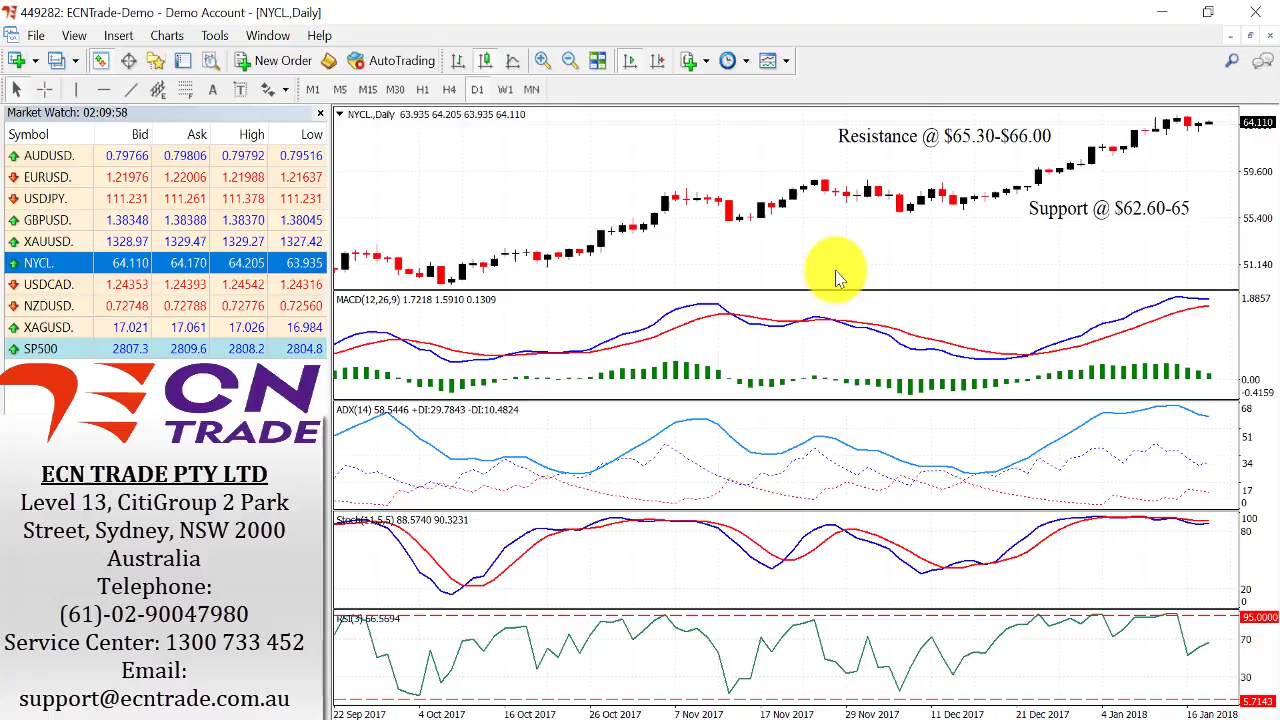 449282: ECNTrade-Demo - Demo Account - [NYCL,Daily]
File View Insert Charts Tools Window Help
New Order AutoTrading
M1 M5 M15 M30 H1 H4 D1 W1 MN
Market Watch: 02:09:58
Symbol Bid Ask High Low
AUDUSD. 0.79766 0.79806 0.79792 0.79516
EURUSD. 1.21976 1.22006 1.21988 1.21637
USDJPY. 111.231 111.261 111.378 111.231
GBPUSD. 1.38348 1.38388 1.38370 1.38045
XAUUSD. 1328.97 1329.47 1329.27 1327.42
NYCL. 64.110 64.170 64.205 63.935
USDCAD. 1.24353 1.24393 1.24542 1.24316
NZDUSD. 0.72748 0.72788 0.72776 0.72560
XAGUSD. 17.021 17.061 17.026 16.984
SP500 2807.3 2809.6 2808.2 2804.8
ECN
TRADE
ECN TRADE PTY LTD
Level 13, CitiGroup 2 Park
Street, Sydney, NSW 2000
Australia
Telephone:
(61)-02-90047980
Service Center: 1300 733 452
Email:
support@ecntrade.com.au
NYCL.,Daily 63.935 64.205 63.935 64.110
Resistance @ $65.30-$66.00
Support @ $62.60-65
64.110
59.600
55.400
51.140
MACD(12,26,9) 1.7218 1.5910 0.1309
1.8857
0.00
-0.4159
ADX(14) 58.5446 +DI:29.7843 -DI:10.4824
68
51
34
17
0
88.5740 90.3231
100
80
20
0
RSI(3) 66.5694
95.0000
70
30
5.7143
22 Sep 2017 4 Oct 2017 16 Oct 2017 26 Oct 2017 7 Nov 2017 17 Nov 2017 29 Nov 2017 11 Dec 2017 21 Dec 2017 4 Jan 2018 16 Jan 2018